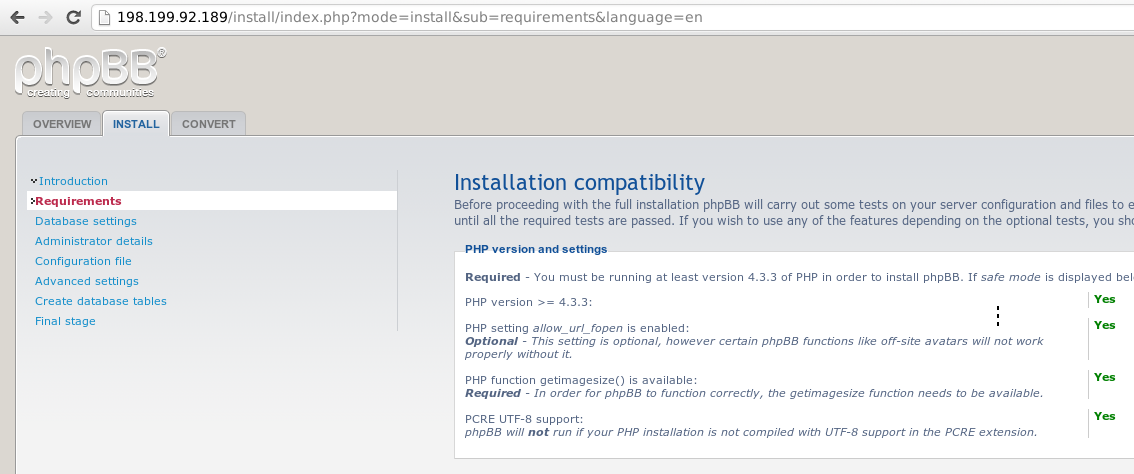 198.199.92.189/install/index.php?mode=install&sub=requirements&language=en
phpBB®
creating communities
OVERVIEW INSTALL CONVERT
Introduction
Requirements
Database settings
Administrator details
Configuration file
Advanced settings
Create database tables
Final stage
Installation compatibility
Before proceeding with the full installation phpBB will carry out some tests on your server configuration and files to e
until all the required tests are passed. If you wish to use any of the features depending on the optional tests, you sho
PHP version and settings
Required - You must be running at least version 4.3.3 of PHP in order to install phpBB. If safe mode is displayed bel
PHP version >= 4.3.3: Yes
PHP setting allow_url_fopen is enabled: Yes
Optional - This setting is optional, however certain phpBB functions like off-site avatars will not work
properly without it.
PHP function getimagesize() is available: Yes
Required - In order for phpBB to function correctly, the getimagesize function needs to be available.
PCRE UTF-8 support: Yes
phpBB will not run if your PHP installation is not compiled with UTF-8 support in the PCRE extension.